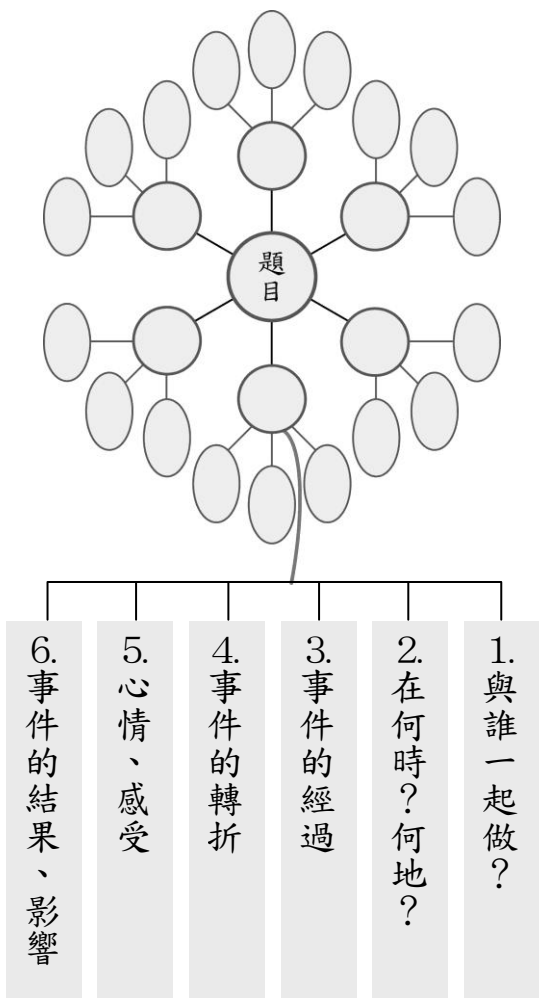 題目
1.與誰一起做？
2.在何時？何地？
3.事件的經過
4.事件的轉折
5.心情、感受
6.事件的結果、影響